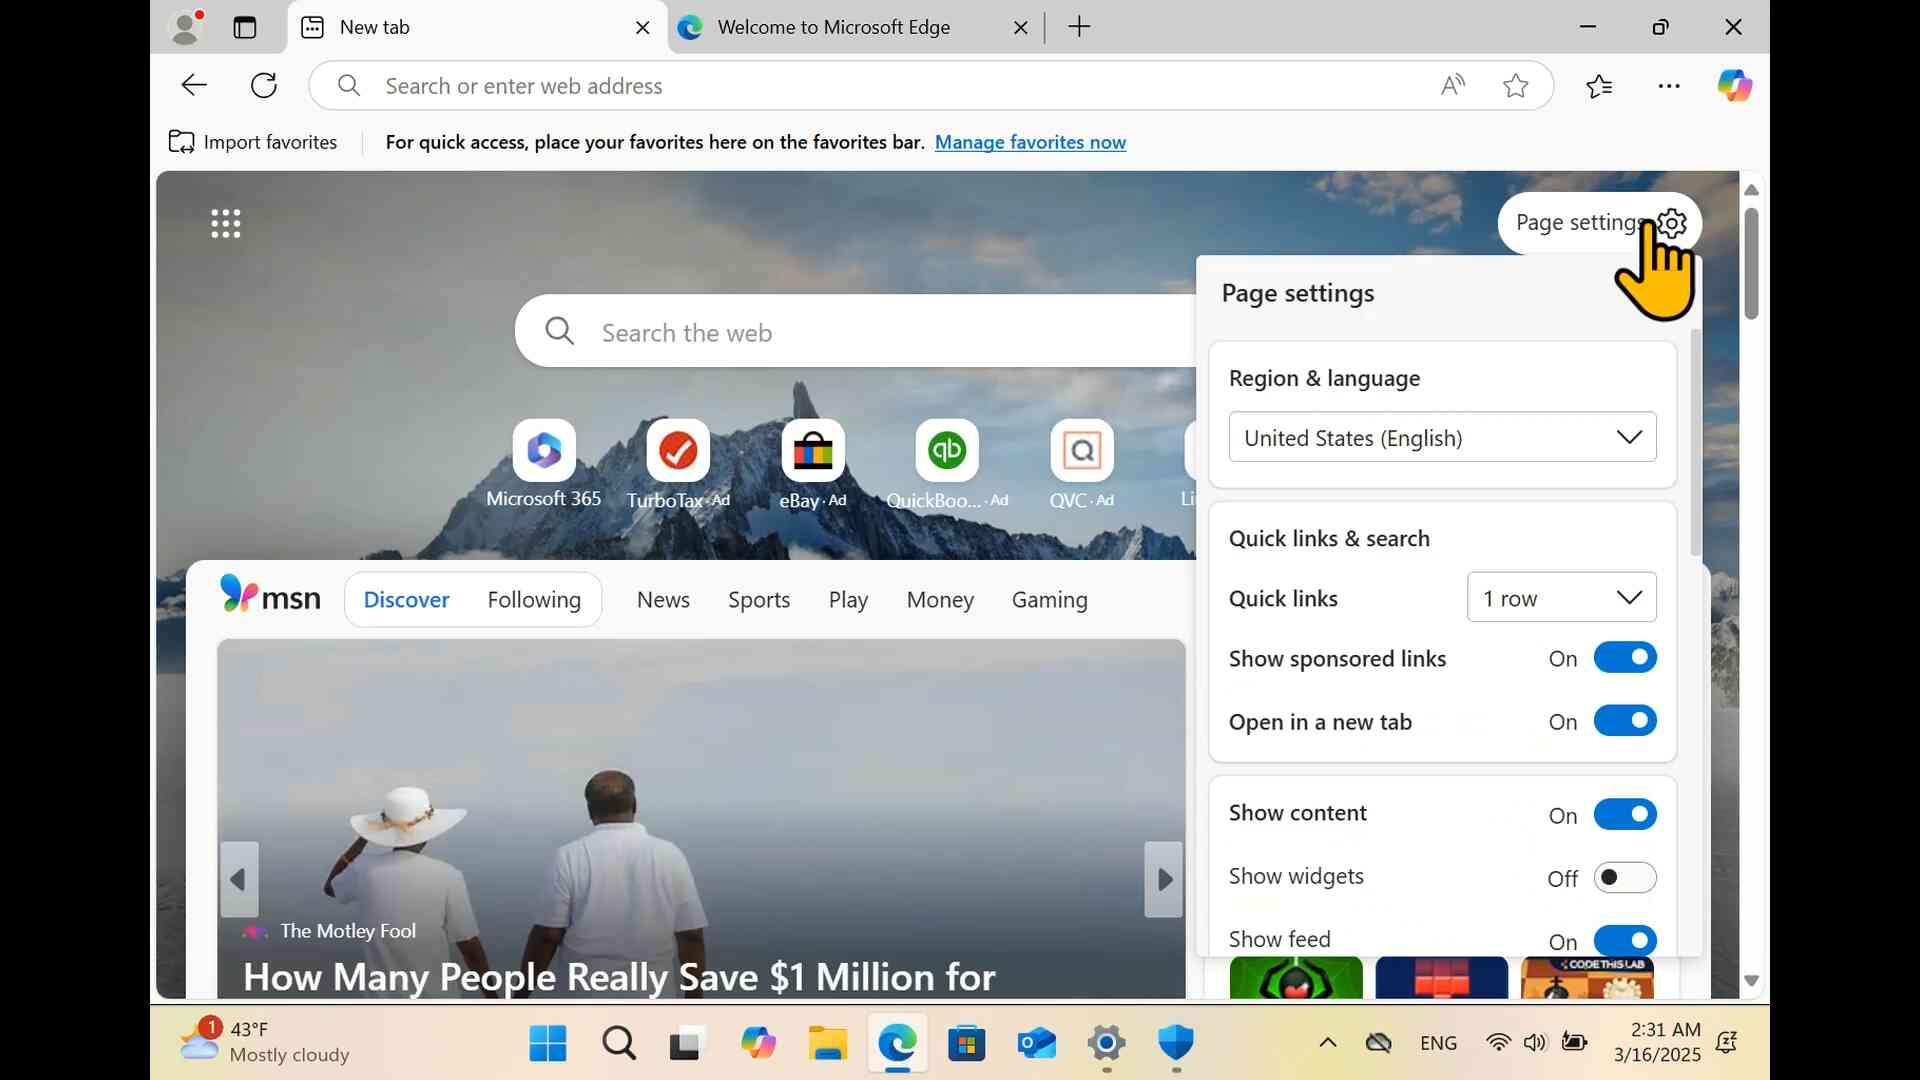 New tab
Welcome to Microsoft Edge
Search or enter web address
Import favorites
For quick access, place your favorites here on the favorites bar. Manage favorites now
Page settings
Search the web
Microsoft 365
TurboTax · Ad
eBay · Ad
QuickBoo... · Ad
QVC · Ad
Li
msn
Discover
Following
News
Sports
Play
Money
Gaming
The Motley Fool
How Many People Really Save $1 Million for
Page settings
Region & language
United States (English)
Quick links & search
Quick links
1 row
Show sponsored links
On
Open in a new tab
On
Show content
On
Show widgets
Off
Show feed
On
CODE THIS LAB
1
43°F
Mostly cloudy
ENG
2:31 AM
3/16/2025